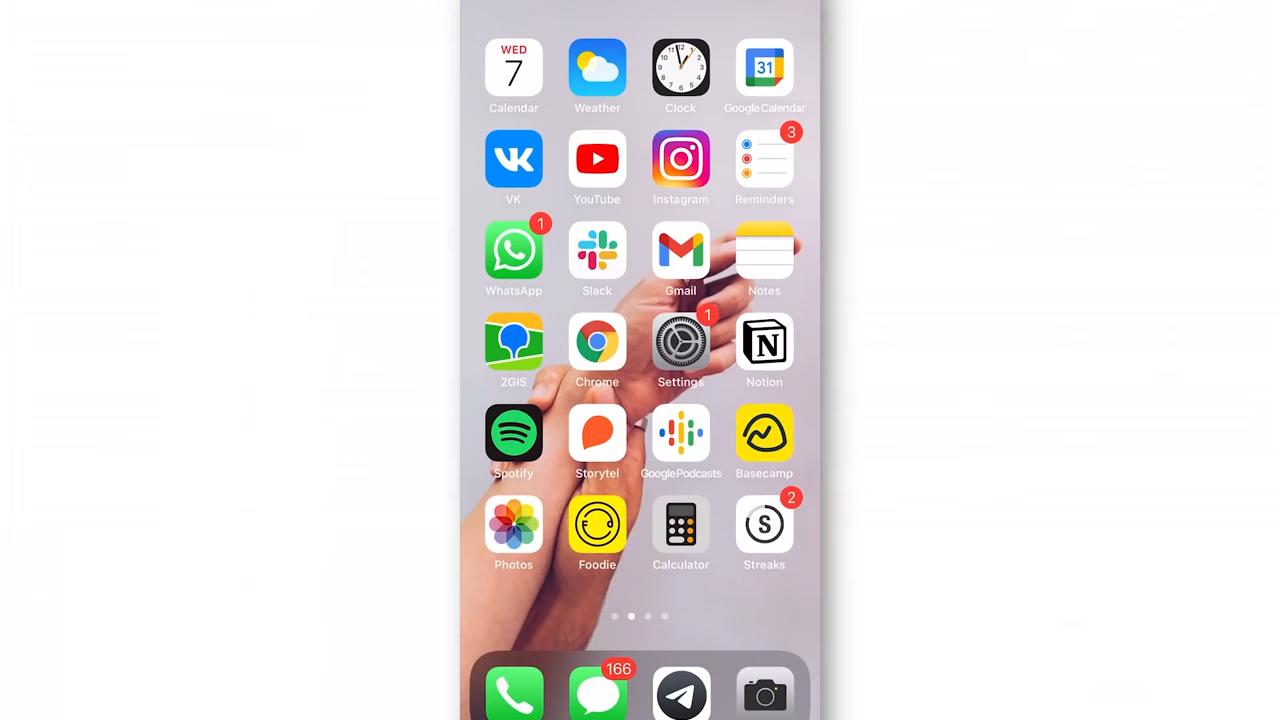 WED
7
12
31
Calendar
Weather
Clock
Google Calendar
3
VK
YouTube
Instagram
Reminders
1
WhatsApp
Slack
Gmail
Notes
1
N
2GIS
Chrome
Settings
Notion
Spotify
Storytel
Google Podcasts
Basecamp
2
S
Photos
Foodie
Calculator
Streaks
166